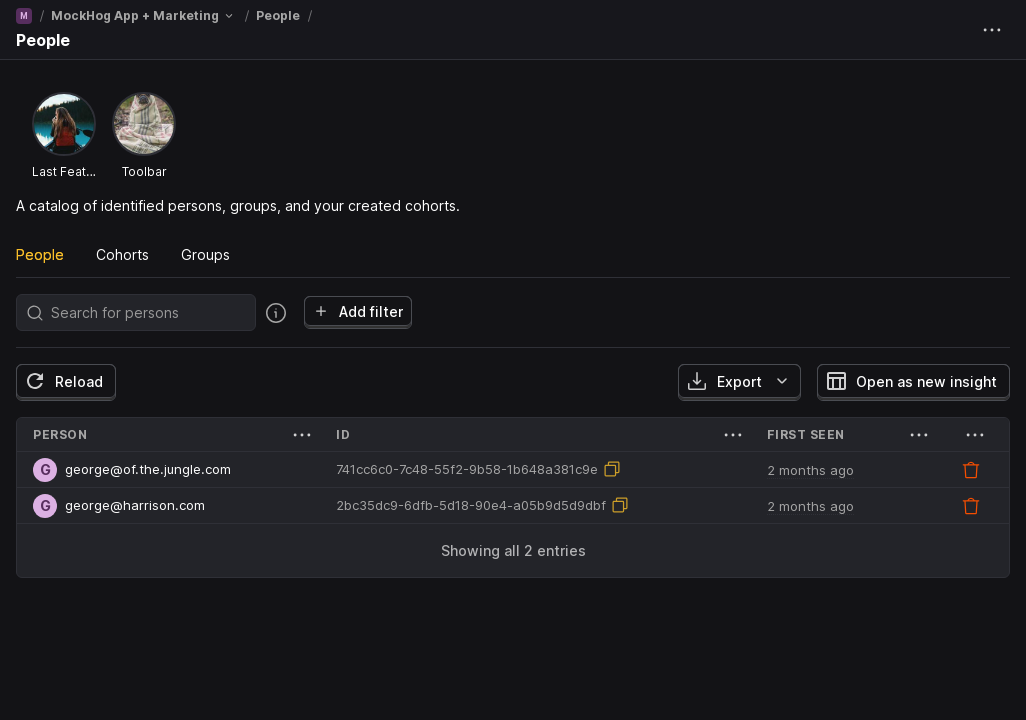 M / MockHog App + Marketing / People /
People
Last Feat...
Toolbar
A catalog of identified persons, groups, and your created cohorts.
People Cohorts Groups
Search for persons
Add filter
Reload
Export
Open as new insight
PERSON ID FIRST SEEN
G george@of.the.jungle.com 741cc6c0-7c48-55f2-9b58-1b648a381c9e 2 months ago
G george@harrison.com 2bc35dc9-6dfb-5d18-90e4-a05b9d5d9dbf 2 months ago
Showing all 2 entries